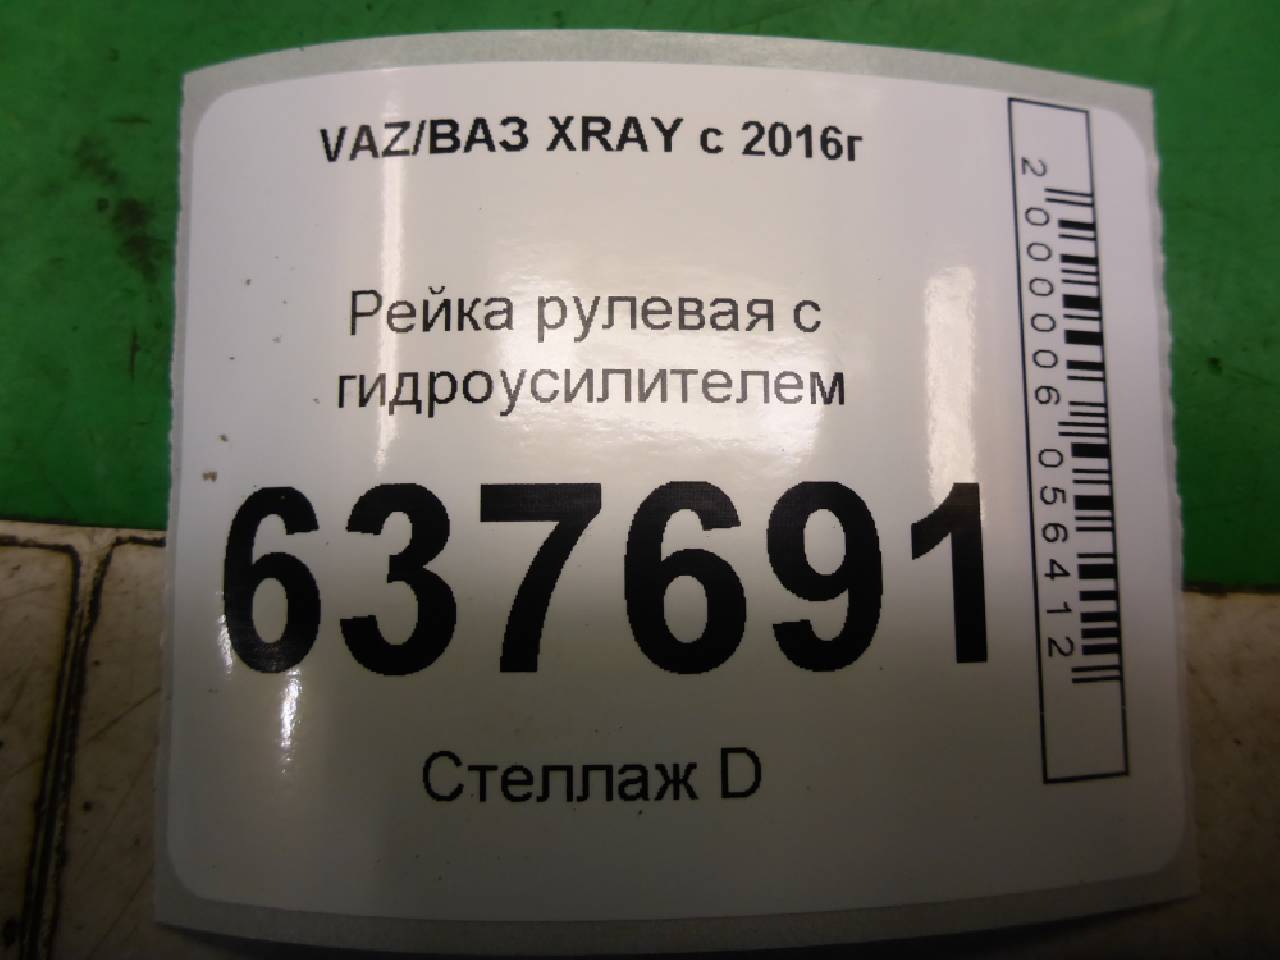 VAZ/ВАЗ XRAY с 2016г
Рейка рулевая с
гидроусилителем
637691
Стеллаж D
2000006056412